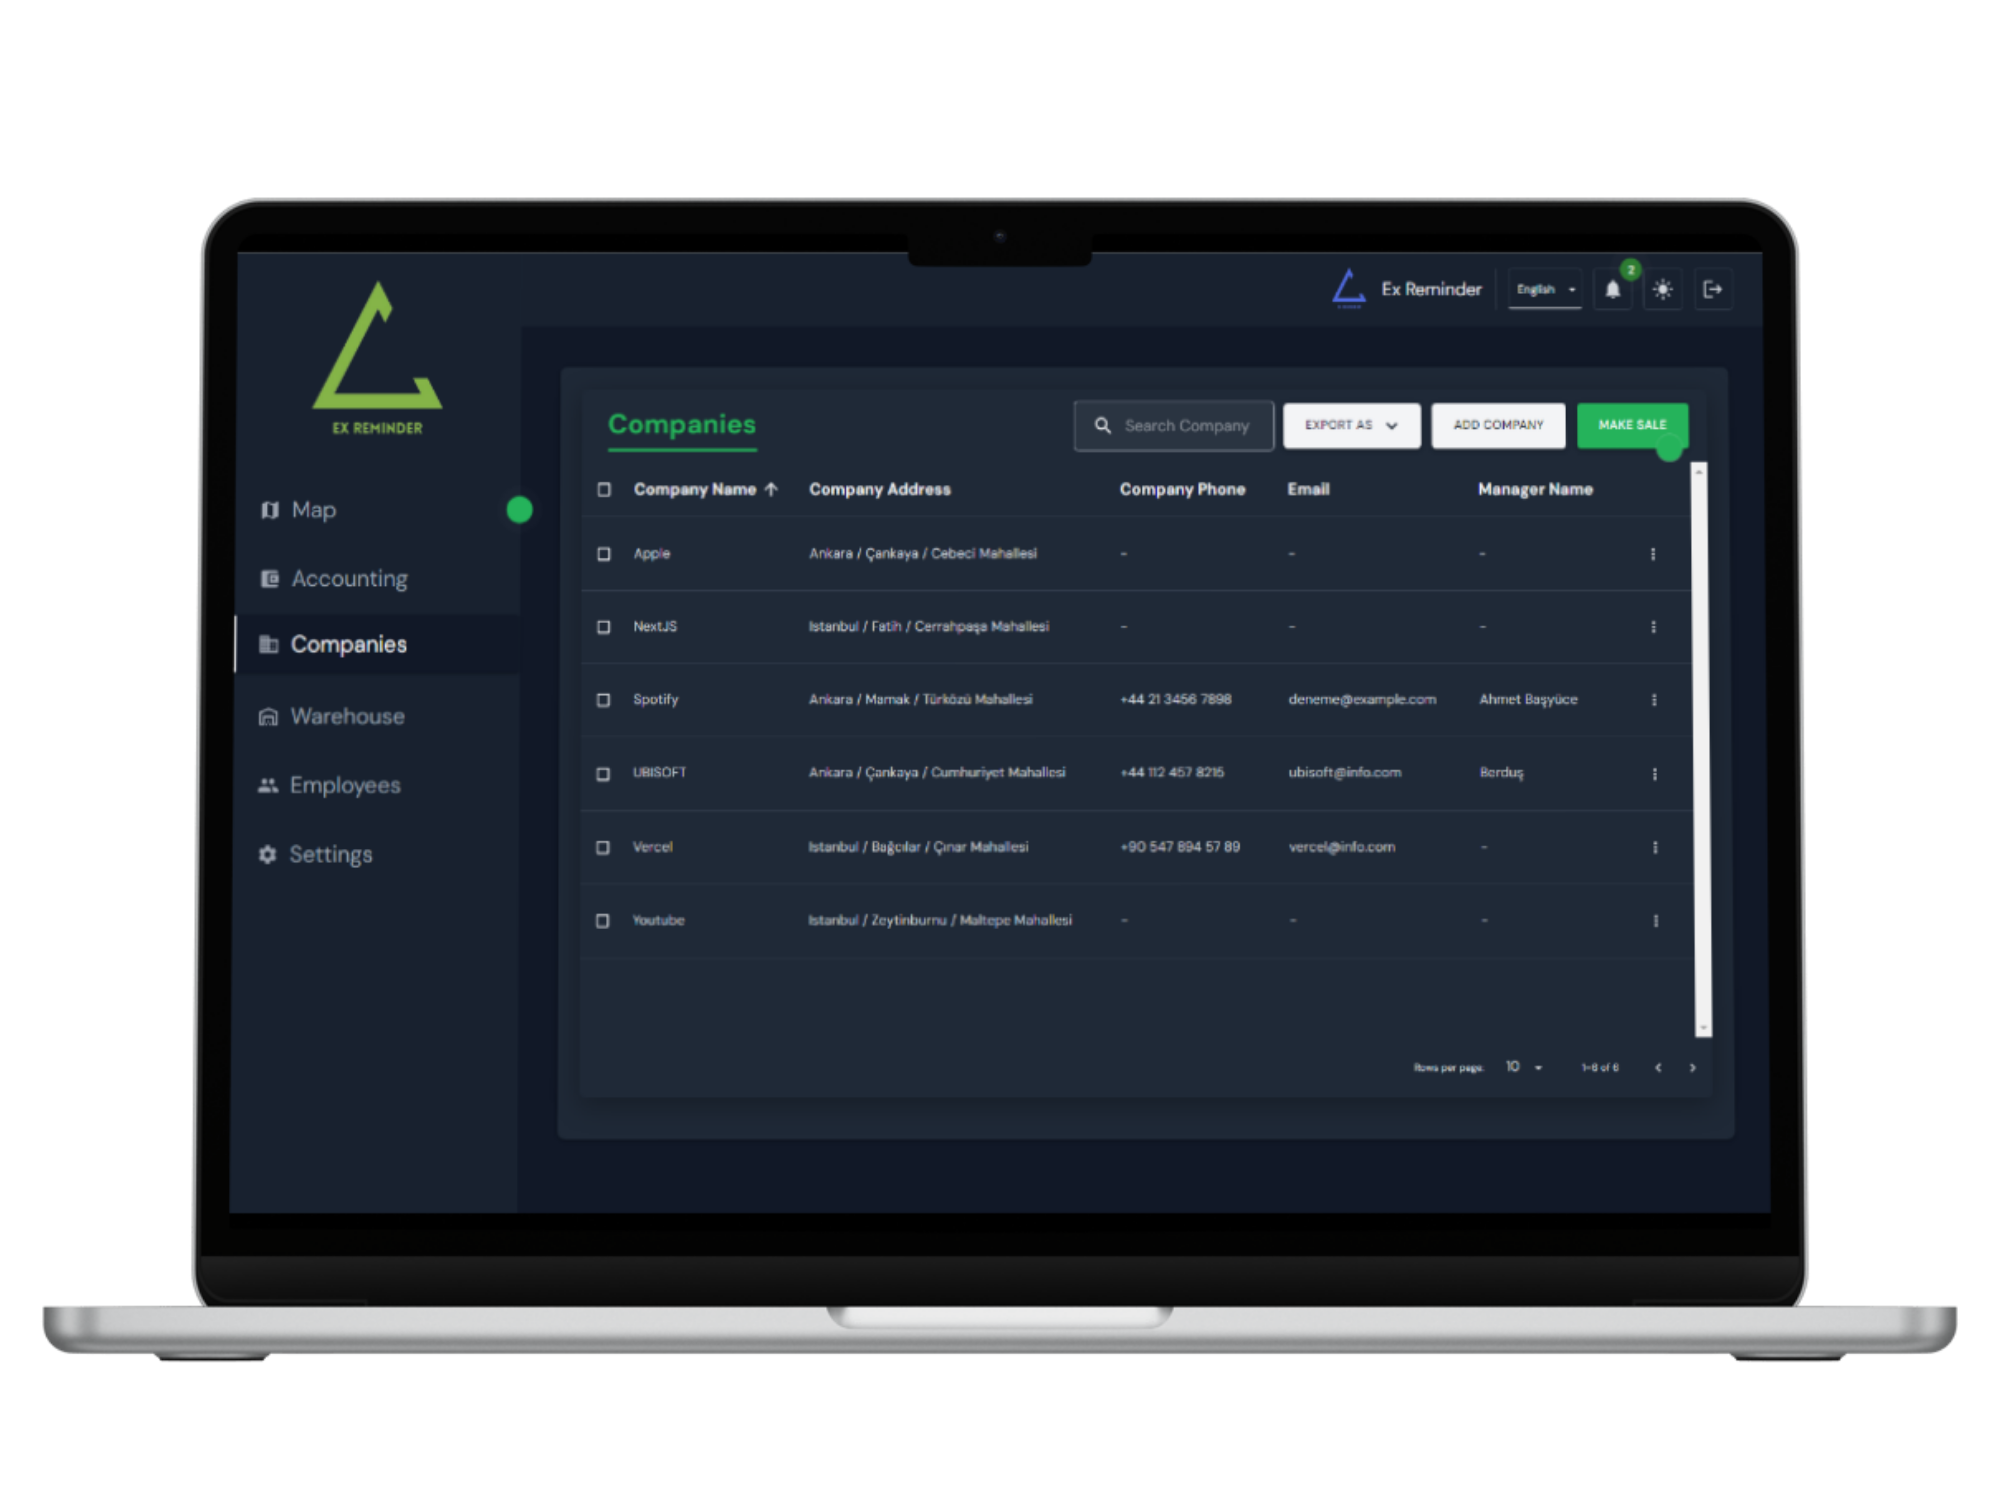 Ex Reminder English 2
EX REMINDER
Map
Accounting
Companies
Warehouse
Employees
Settings
Companies Search Company EXPORT AS ADD COMPANY MAKE SALE
Company Name Company Address Company Phone Email Manager Name
Apple Ankara / Çankaya / Cebeci Mahallesi - - -
NextJS Istanbul / Fatih / Cerrahpaşa Mahallesi - - -
Spotify Ankara / Mamak / Türközü Mahallesi +44 21 3456 7898 deneme@example.com Ahmet Başyüce
UBISOFT Ankara / Çankaya / Cumhuriyet Mahallesi +44 112 457 8215 ubisoft@info.com Berduş
Vercel Istanbul / Bağcılar / Çınar Mahallesi +90 547 894 57 89 vercel@info.com -
Youtube Istanbul / Zeytinburnu / Maltepe Mahallesi - - -
Rows per page: 10 1-6 of 6